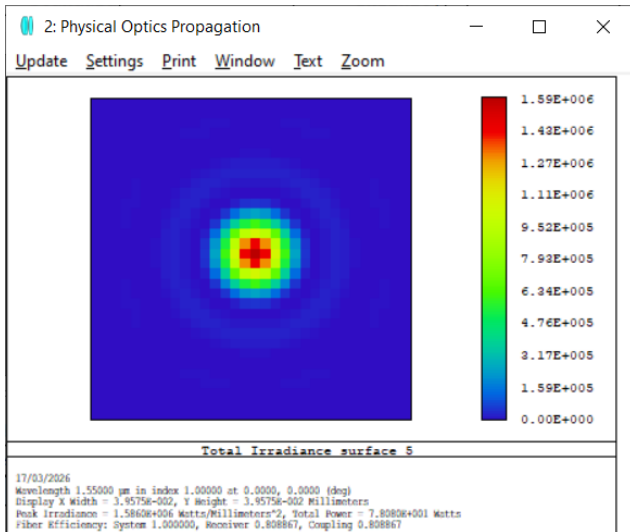 2: Physical Optics Propagation
Update Settings Print Window Text Zoom
1.59E+006
1.43E+006
1.27E+006
1.11E+006
9.52E+005
7.93E+005
6.34E+005
4.76E+005
3.17E+005
1.59E+005
0.00E+000
Total Irradiance surface 5
17/03/2026
Wavelength 1.55000 µm in index 1.00000 at 0.0000, 0.0000 (deg)
Display X Width = 3.9575E-002, Y Height = 3.9575E-002 Millimeters
Peak Irradiance = 1.5860E+006 Watts/Millimeters^2, Total Power = 7.8080E+001 Watts
Fiber Efficiency: System 1.000000, Receiver 0.808867, Coupling 0.808867